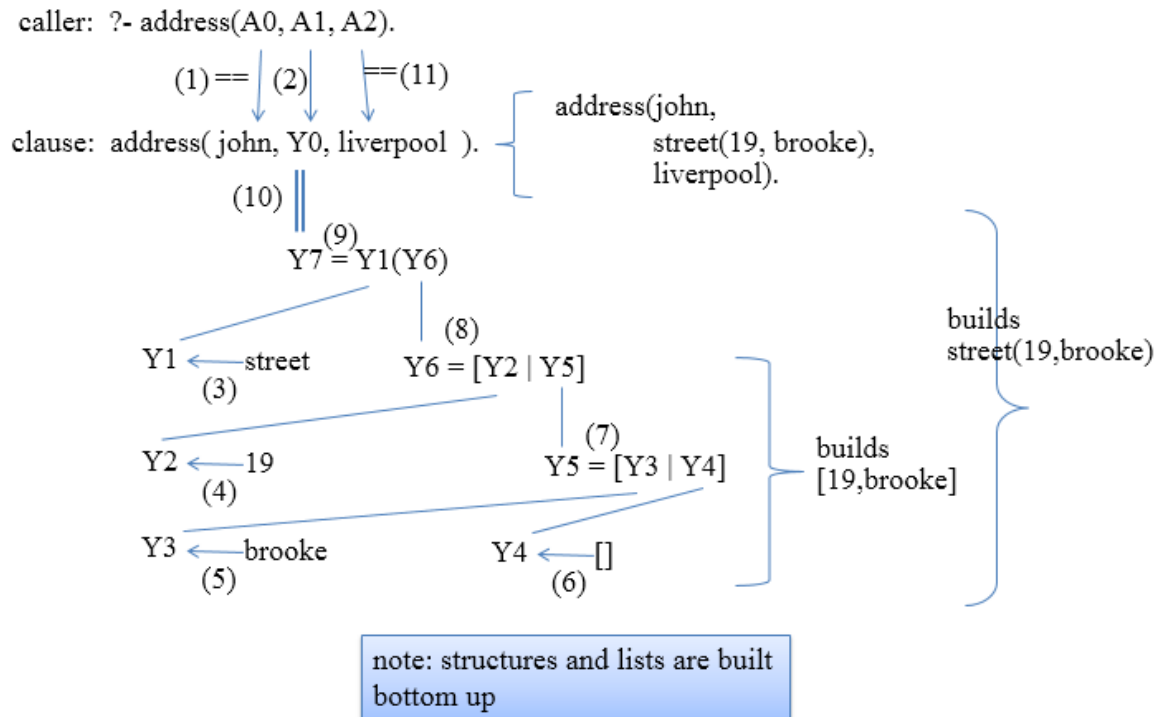 caller: ?- address(A0, A1, A2).
(1) == (2) ==(11)
clause: address( john, Y0, liverpool ).
address(john,
street(19, brooke),
liverpool).
(10)
(9)
Y7 = Y1(Y6)
(8)
Y1 street
(3)
Y6 = [Y2 | Y5]
builds
street(19,brooke)
(7)
Y2 19
(4)
Y5 = [Y3 | Y4]
builds
[19,brooke]
Y3 brooke
(5)
Y4 []
(6)
note: structures and lists are built
bottom up